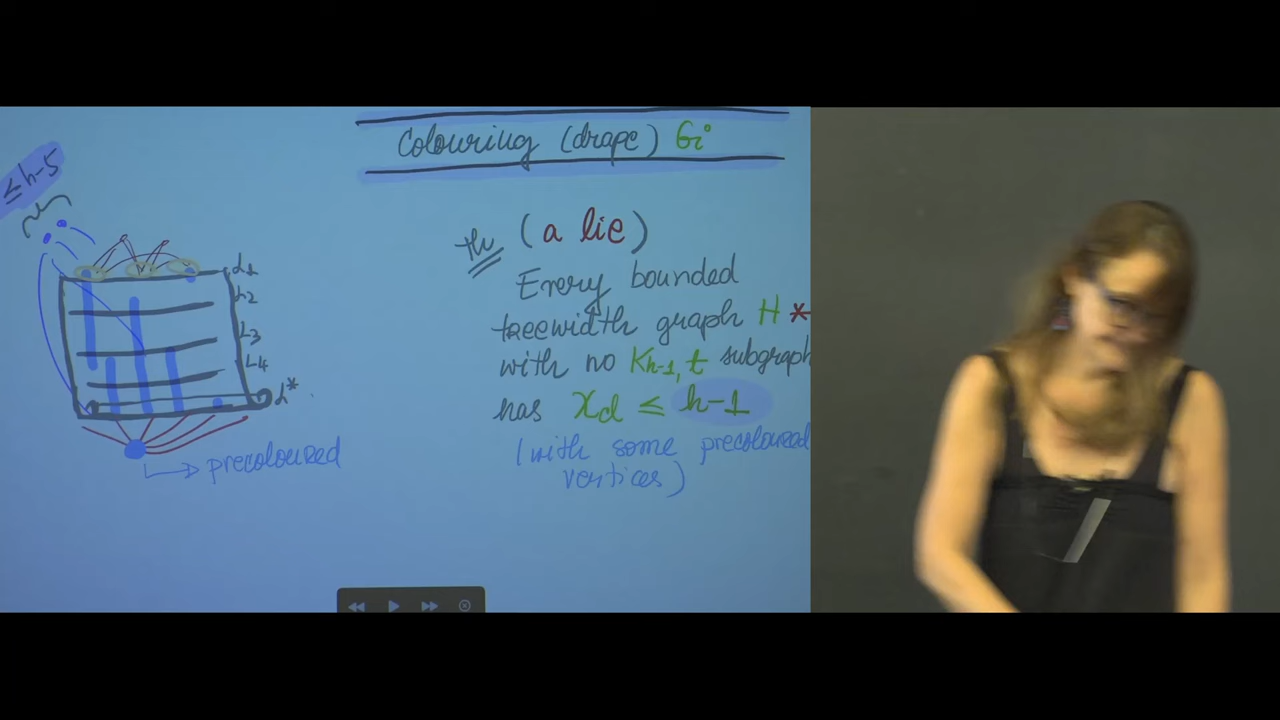 Colouring (drape) Gi
≤h-5
th (a lie)
Every bounded
treewidth graph H *
with no Kh-1, t subgraph
has χd ≤ h-1
(with some precoloured
vertices)
L1
L2
L3
L4
L*
precoloured